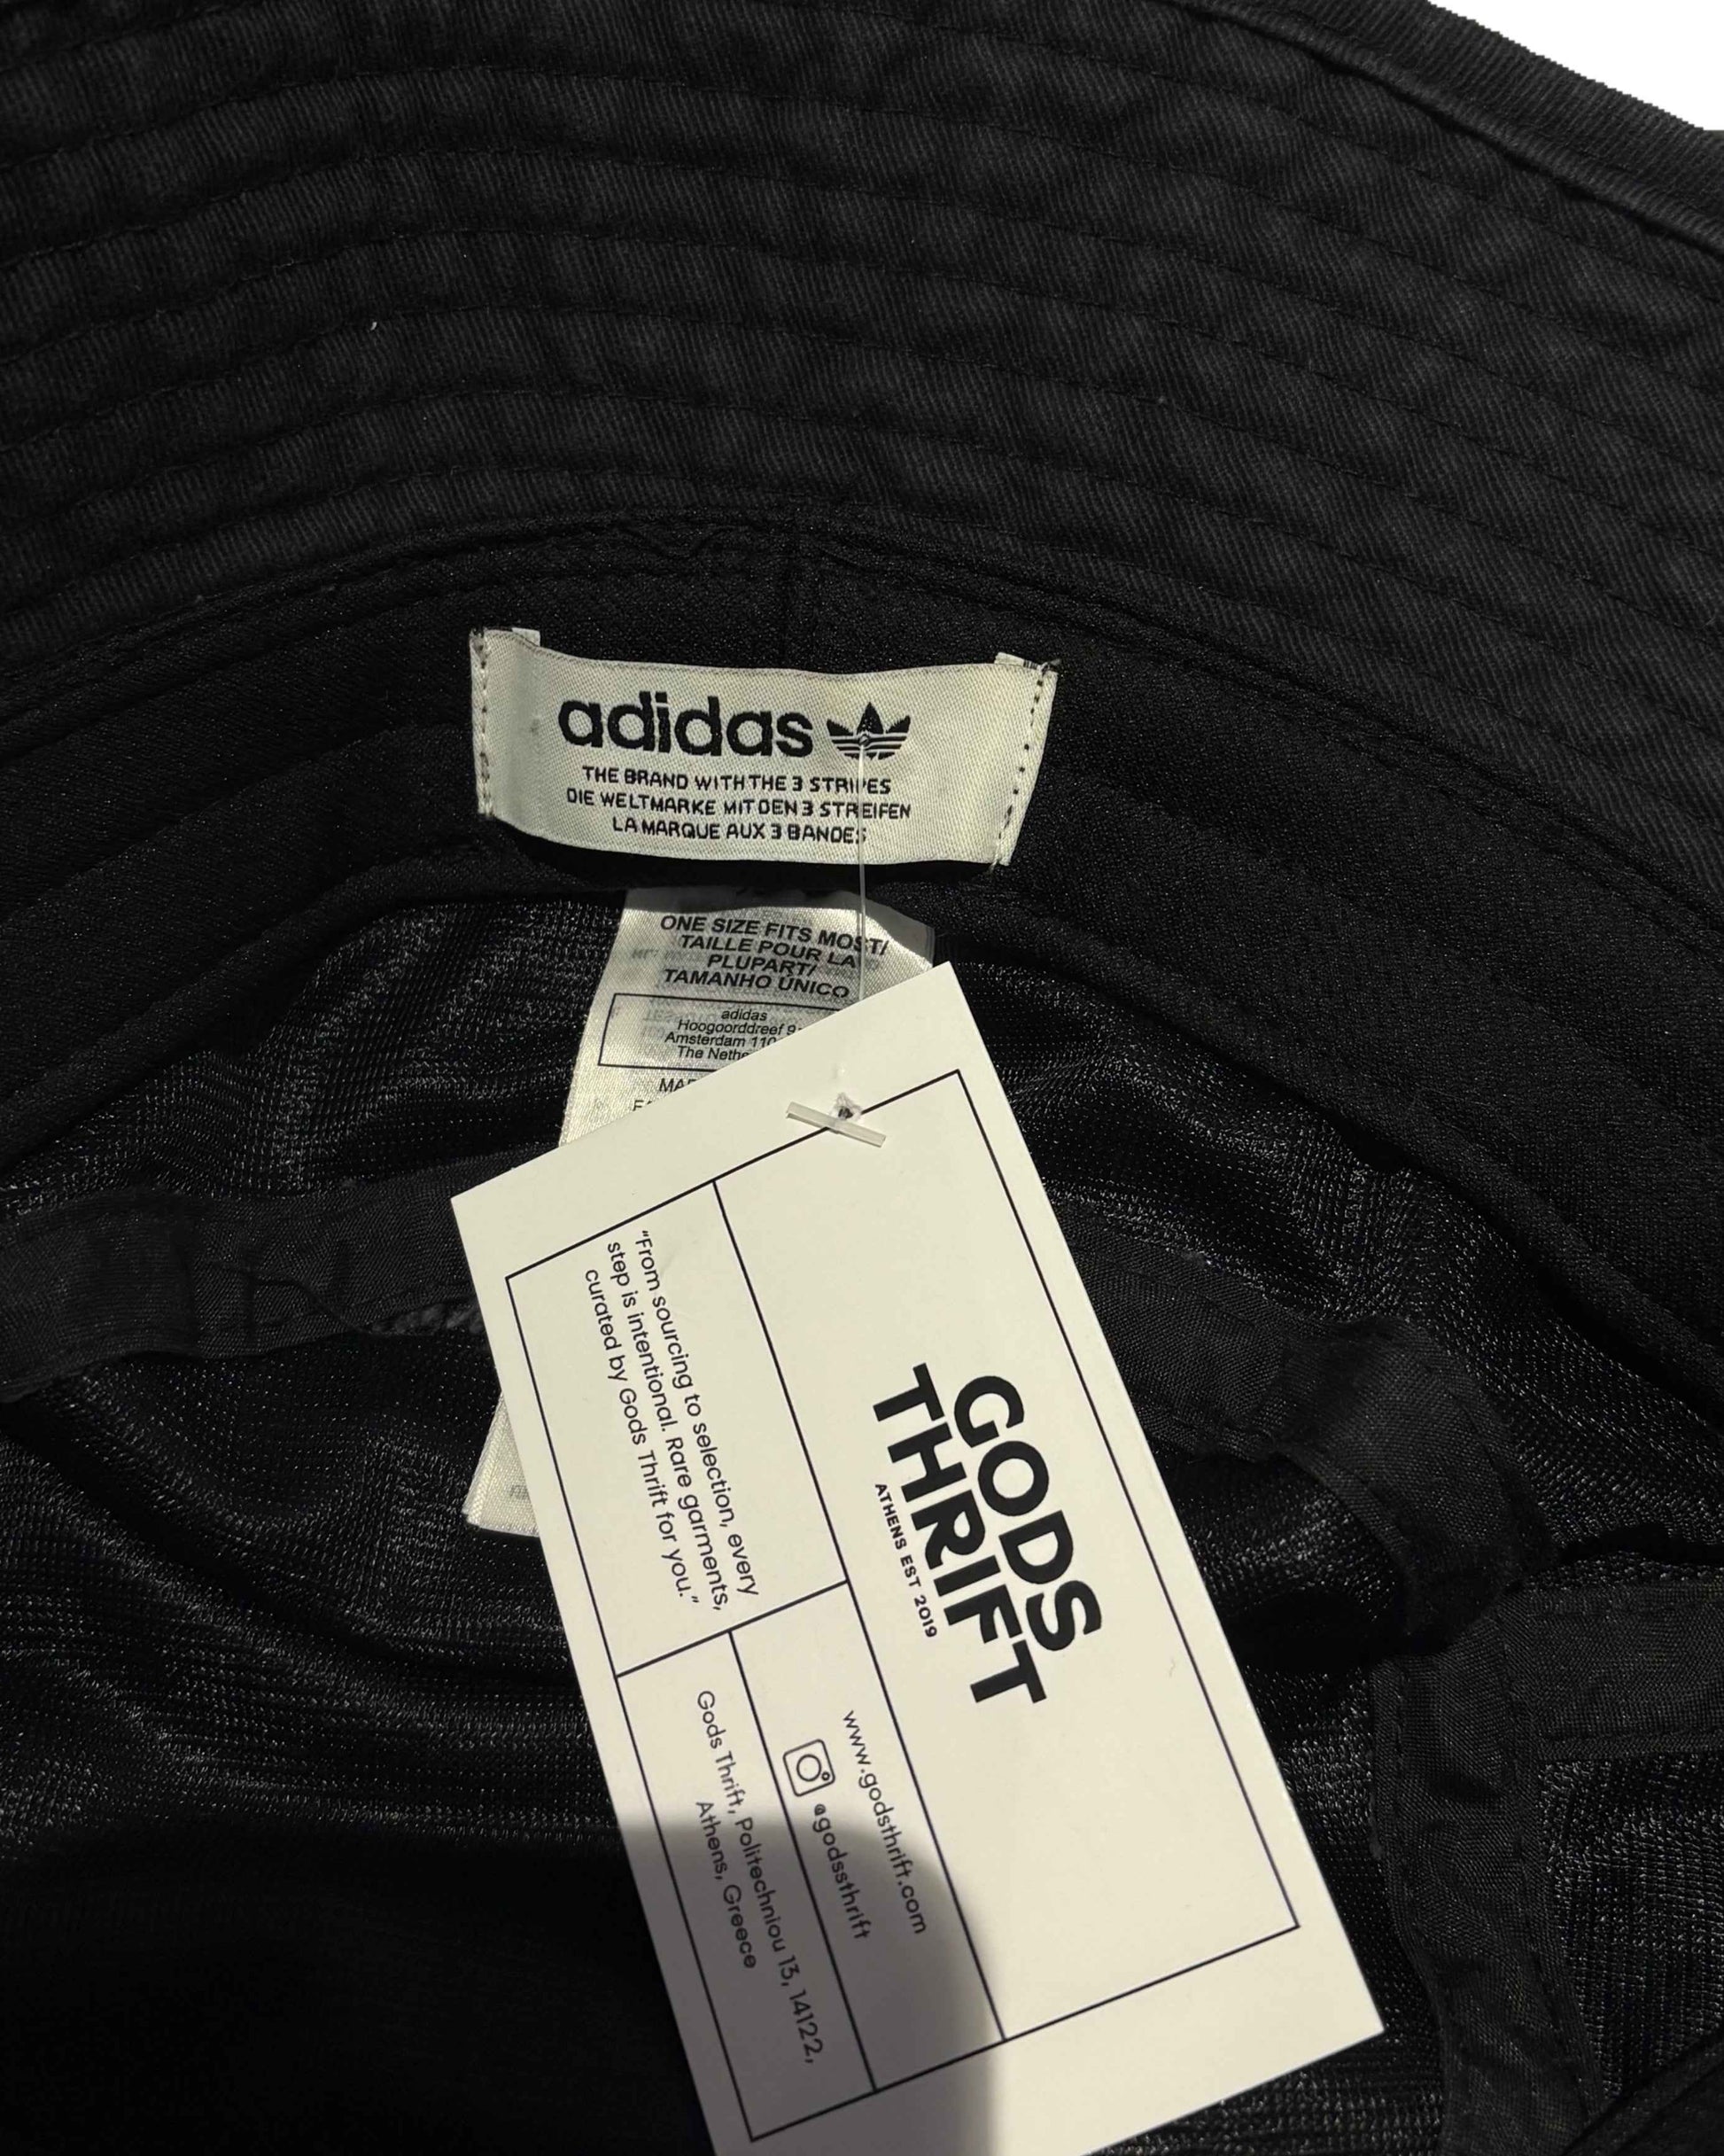 adidas
THE BRAND WITH THE 3 STRIPES
DIE WELTMARKE MIT DEN 3 STREIFEN
LA MARQUE AUX 3 BANDES
ONE SIZE FITS MOST/
TAILLE POUR LA
PLUPART/
TAMANHO ÚNICO
adidas
Hoogoorddreef
Amsterdam
The
GODS
THRIFT
ATHENS EST 2019
"From sourcing to selection, every
step is intentional. Rare garments,
curated by Gods Thrift for you."
www.godsthrift.com
@godssthrift
Gods Thrift, Politechniou 13, 14122,
Athens, Greece